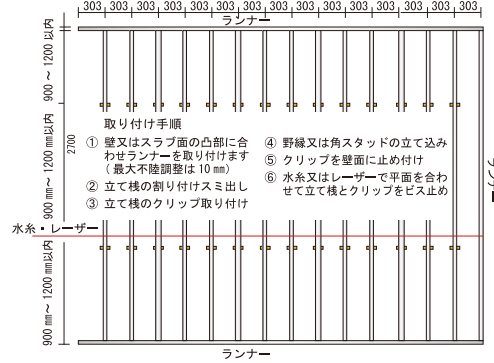 303 303 303 303 303 303 303 303 303 303 303 303 303 303 303
ランナー
900 ~ 1200 以内
900 mm~ 1200 mm以内
2700
900 mm~ 1200 mm以内
取り付け手順
① 壁又はスラブ面の凸部に合
わせランナーを取り付けます
( 最大不陸調整は 10 mm )
② 立て桟の割り付けスミ出し
③ 立て桟のクリップ取り付け
④ 野縁又は角スタッドの立て込み
⑤ クリップを壁面に止め付け
⑥ 水糸又はレーザーで平面を合わ
せて立て桟とクリップをビス止め
ランナー
水糸・レーザー
ランナー